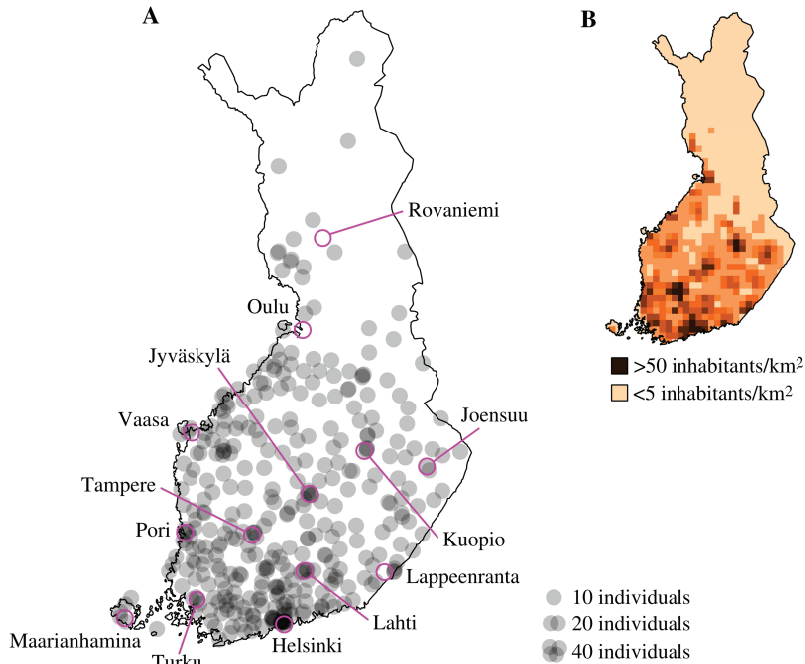 A
B
Rovaniemi
Oulu
>50 inhabitants/km²
Jyväskylä
<5 inhabitants/km²
Vaasa
Joensuu
Tampere
Pori
Kuopio
Lappeenranta
10 individuals
Lahti
20 individuals
Maarianhamina
Helsinki
40 individuals
Turku